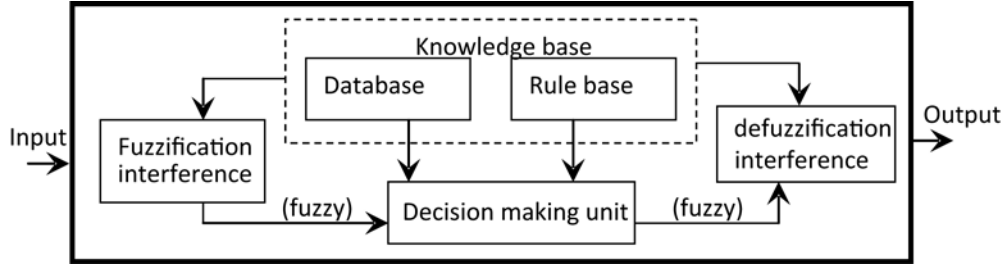 Knowledge base
Database
Rule base
Input
Fuzzification
interference
defuzzification
interference
Output
(fuzzy)
Decision making unit
(fuzzy)